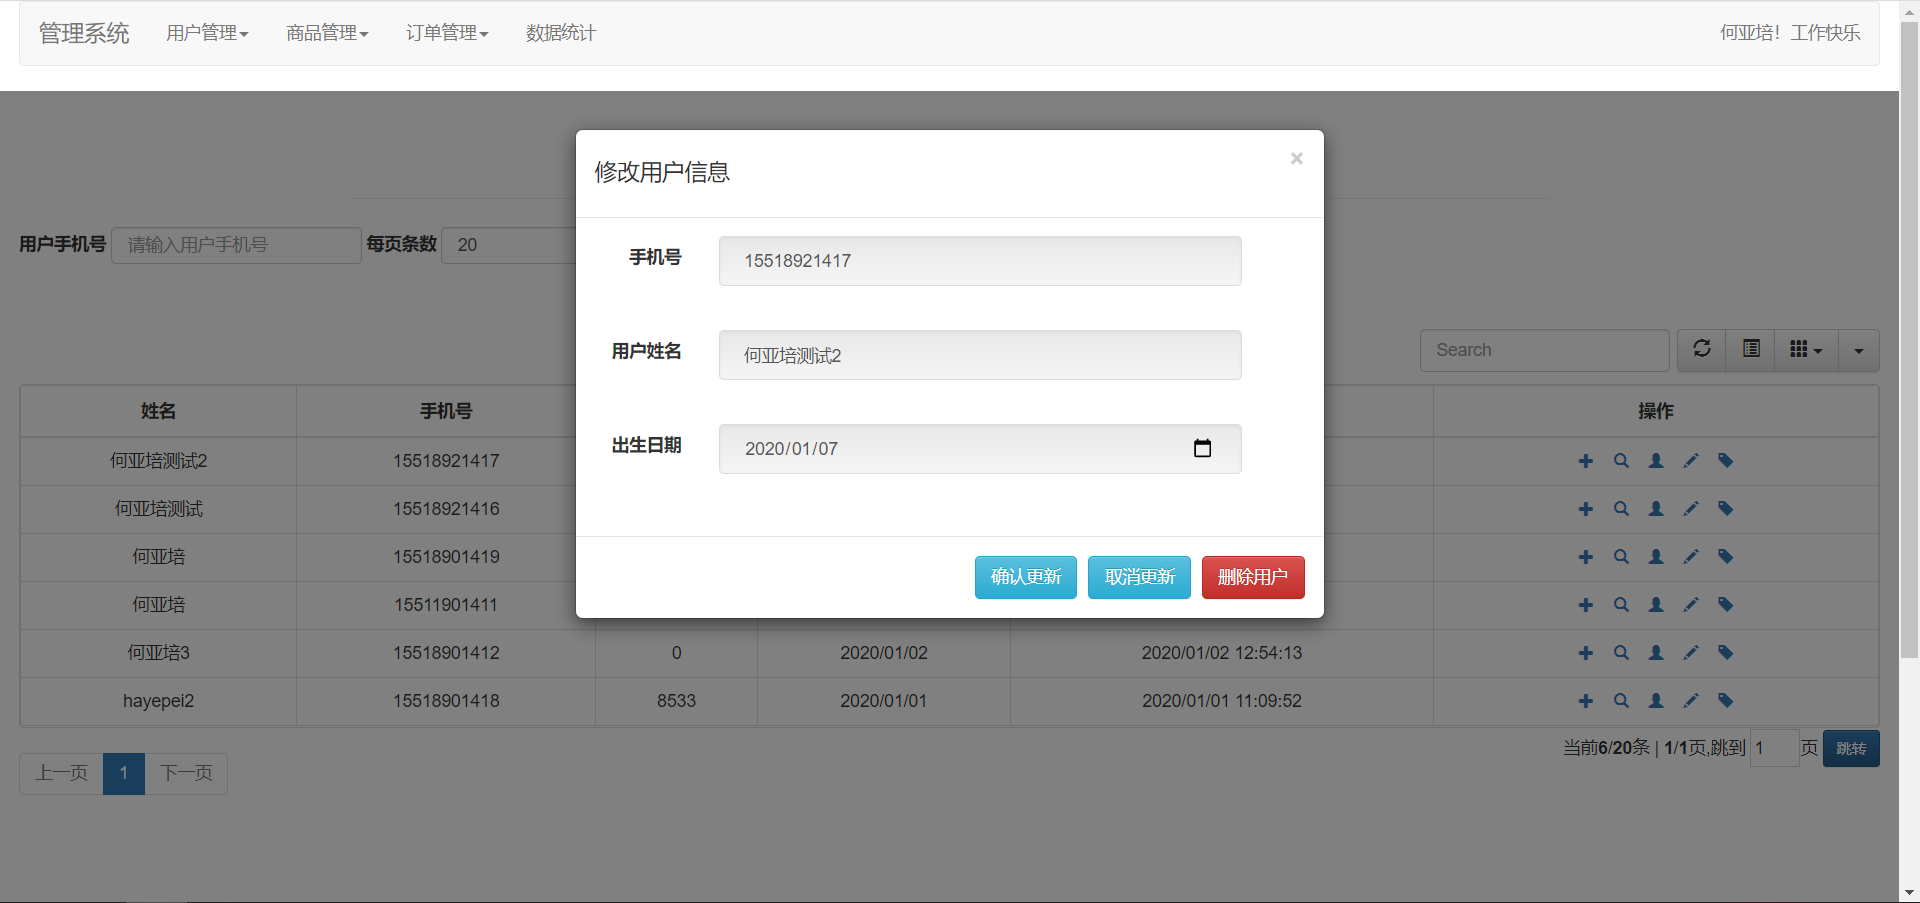 管理系统 用户管理 商品管理 订单管理 数据统计 何亚培！工作快乐
修改用户信息 ×
手机号 15518921417
用户手机号 请输入用户手机号 每页条数 20
用户姓名 何亚培测试2
Search
出生日期 2020/01/07
姓名 手机号 操作
何亚培测试2 15518921417
何亚培测试 15518921416
何亚培 15518901419
确认更新 取消更新 删除用户
何亚培 15511901411
何亚培3 15518901412 0 2020/01/02 2020/01/02 12:54:13
hayepei2 15518901418 8533 2020/01/01 2020/01/01 11:09:52
当前6/20条 | 1/1页,跳到 1 页 跳转
上一页 1 下一页